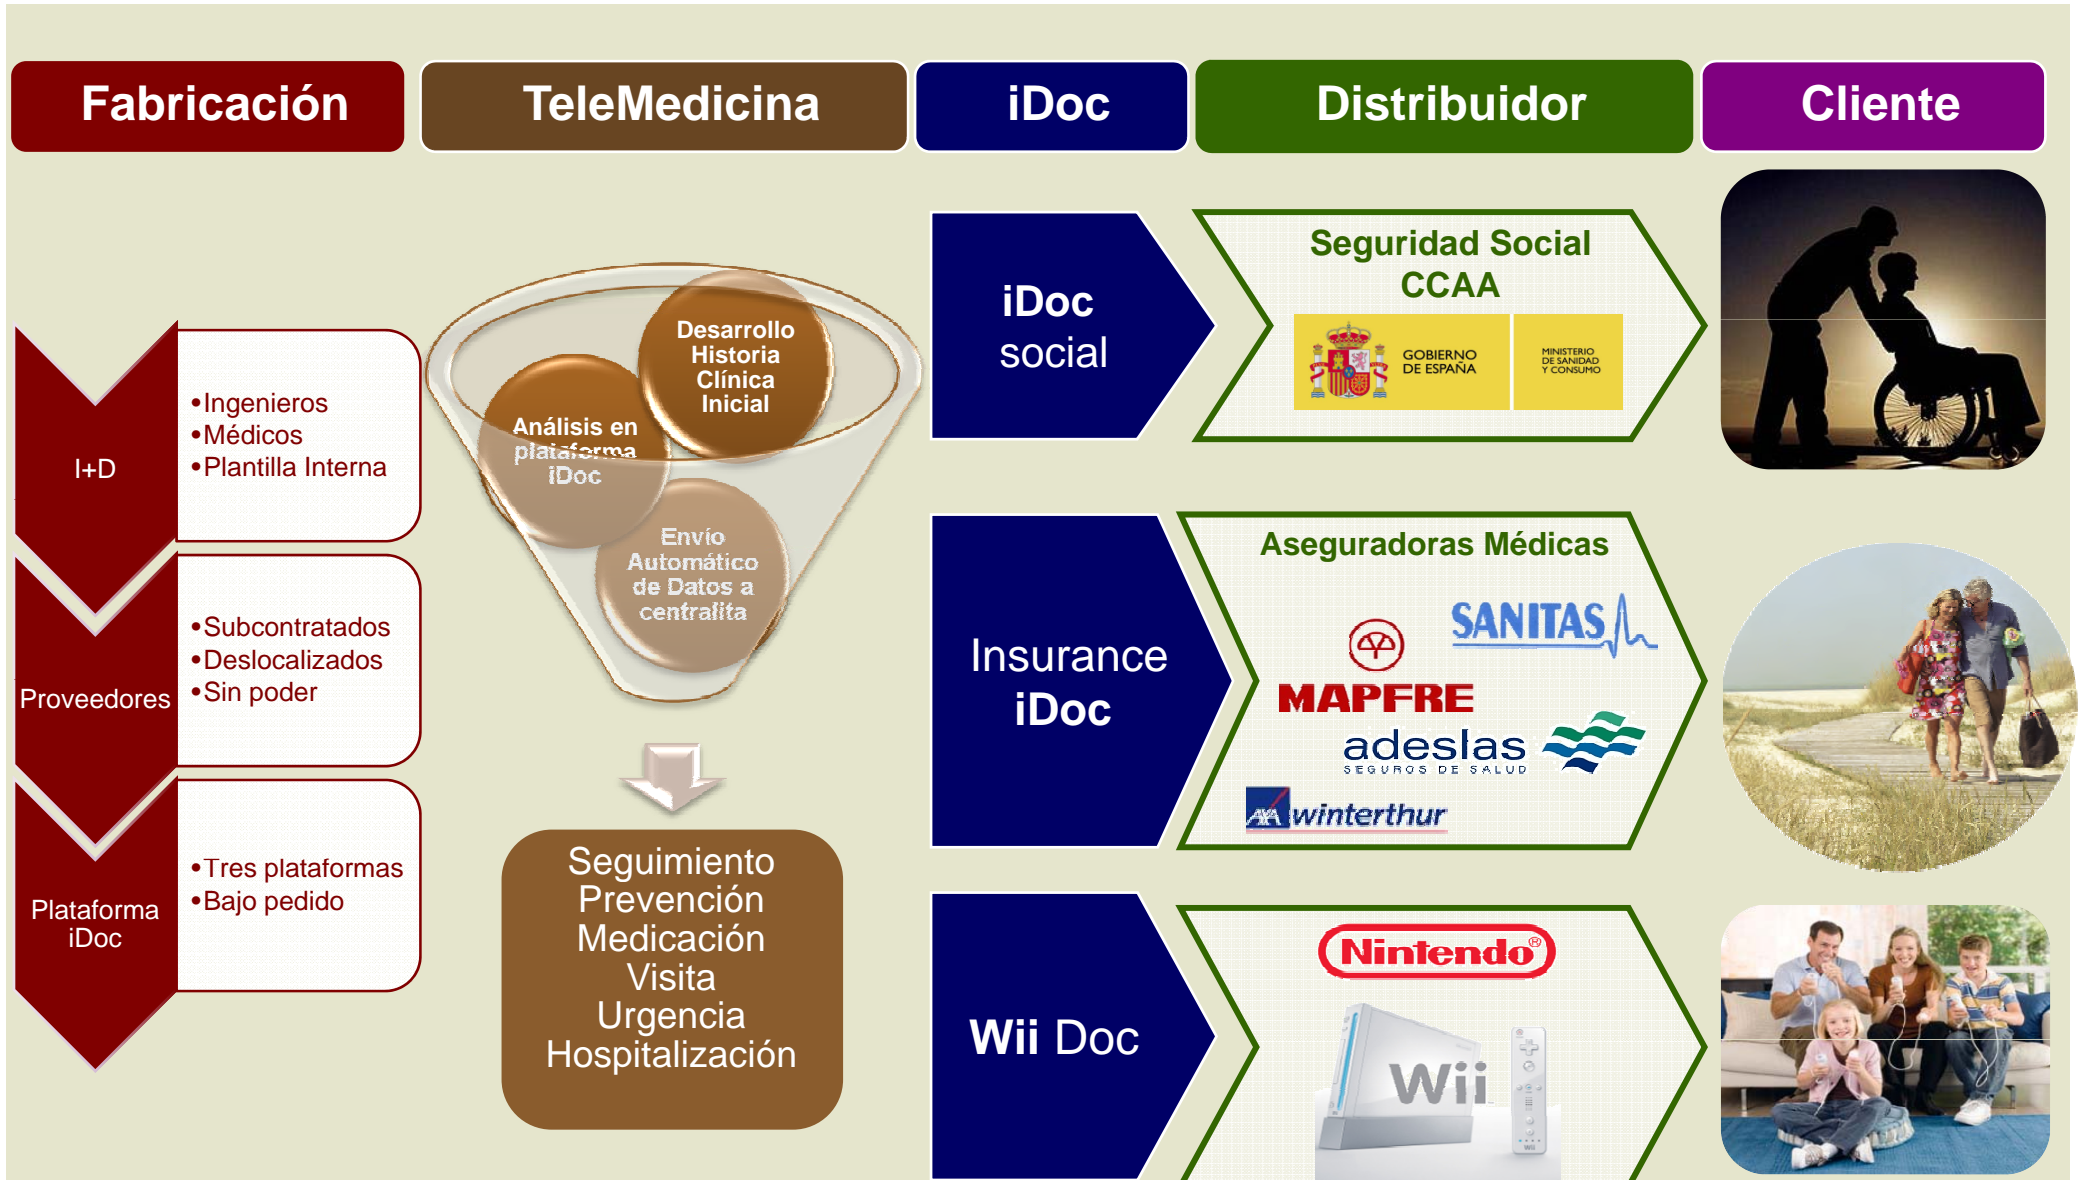 Fabricación
TeleMedicina
iDoc
Distribuidor
Cliente
I+D
•Ingenieros
•Médicos
•Plantilla Interna
Proveedores
•Subcontratados
•Deslocalizados
•Sin poder
Plataforma
iDoc
•Tres plataformas
•Bajo pedido
Desarrollo
Historia
Clínica
Inicial
Análisis en
plataforma
iDoc
Envío
Automático
de Datos a
centralita
Seguimiento
Prevención
Medicación
Visita
Urgencia
Hospitalización
iDoc
social
Seguridad Social
CCAA
GOBIERNO
DE ESPAÑA
MINISTERIO
DE SANIDAD
Y CONSUMO
Insurance
iDoc
Aseguradoras Médicas
SANITAS
MAPFRE
adeslas
SEGUROS DE SALUD
AXA winterthur
Wii Doc
Nintendo®
Wii
Wii